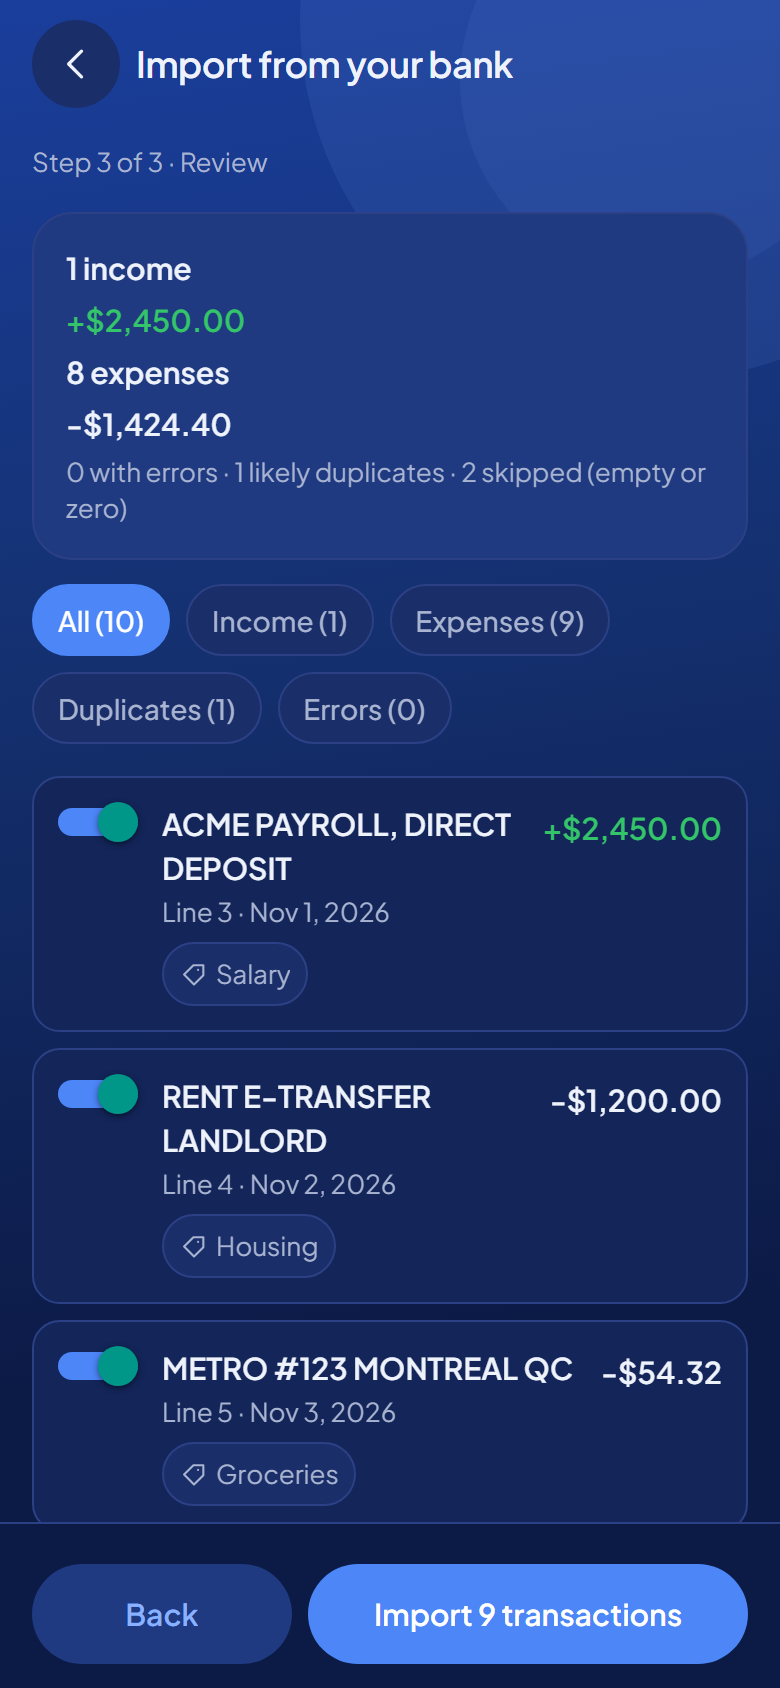 Import from your bank
Step 3 of 3 · Review
1 income
+$2,450.00
8 expenses
-$1,424.40
0 with errors · 1 likely duplicates · 2 skipped (empty or
zero)
All (10)
Income (1)
Expenses (9)
Duplicates (1)
Errors (0)
ACME PAYROLL, DIRECT
DEPOSIT
+$2,450.00
Line 3 · Nov 1, 2026
Salary
RENT E-TRANSFER
LANDLORD
-$1,200.00
Line 4 · Nov 2, 2026
Housing
METRO #123 MONTREAL QC
-$54.32
Line 5 · Nov 3, 2026
Groceries
Back
Import 9 transactions